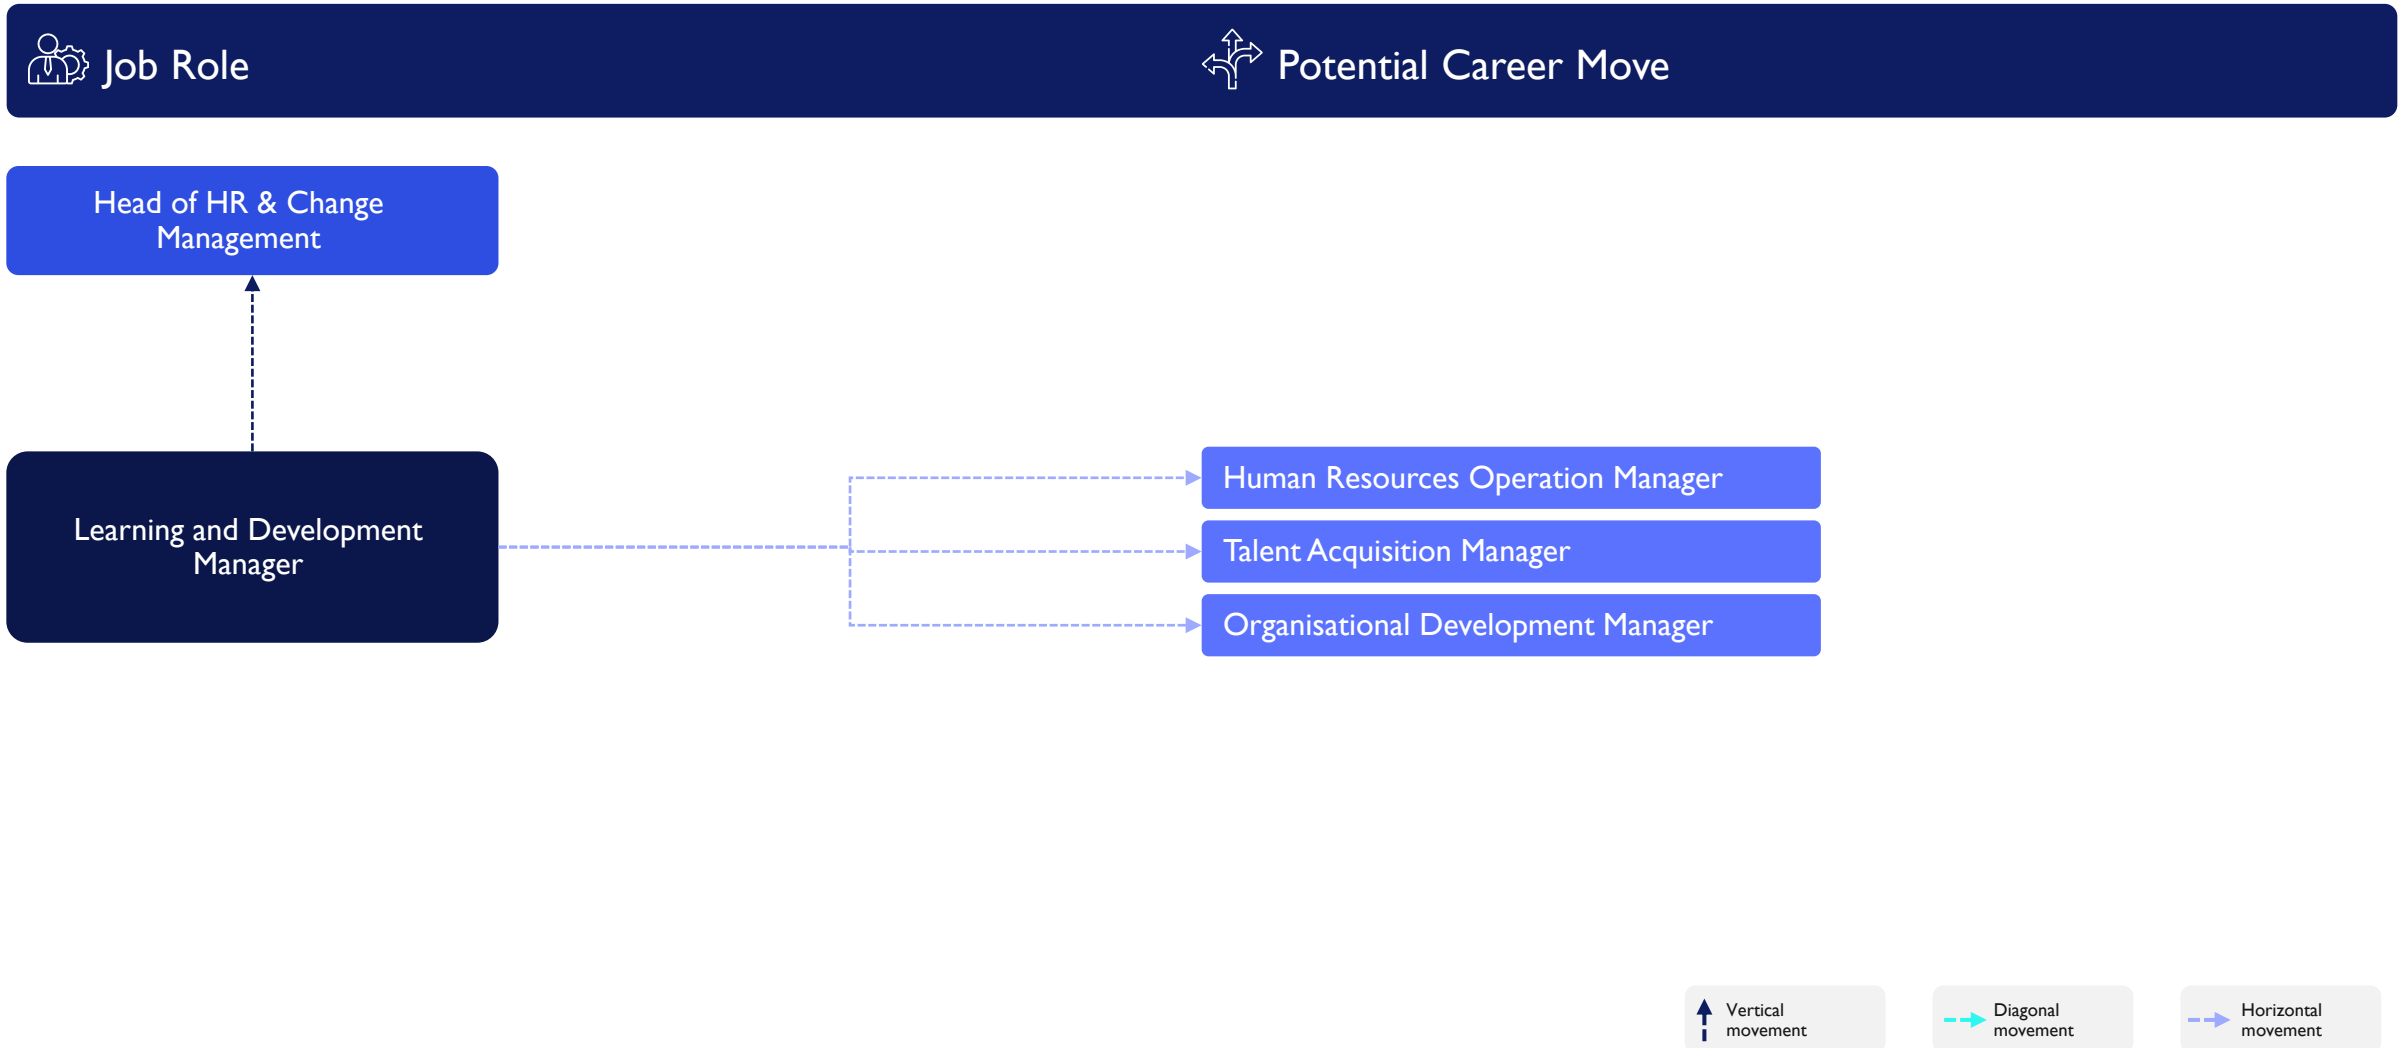 Job Role
Potential Career Move
Head of HR & Change
Management
Learning and Development
Manager
Human Resources Operation Manager
Talent Acquisition Manager
Organisational Development Manager
Vertical
movement
Diagonal
movement
Horizontal
movement